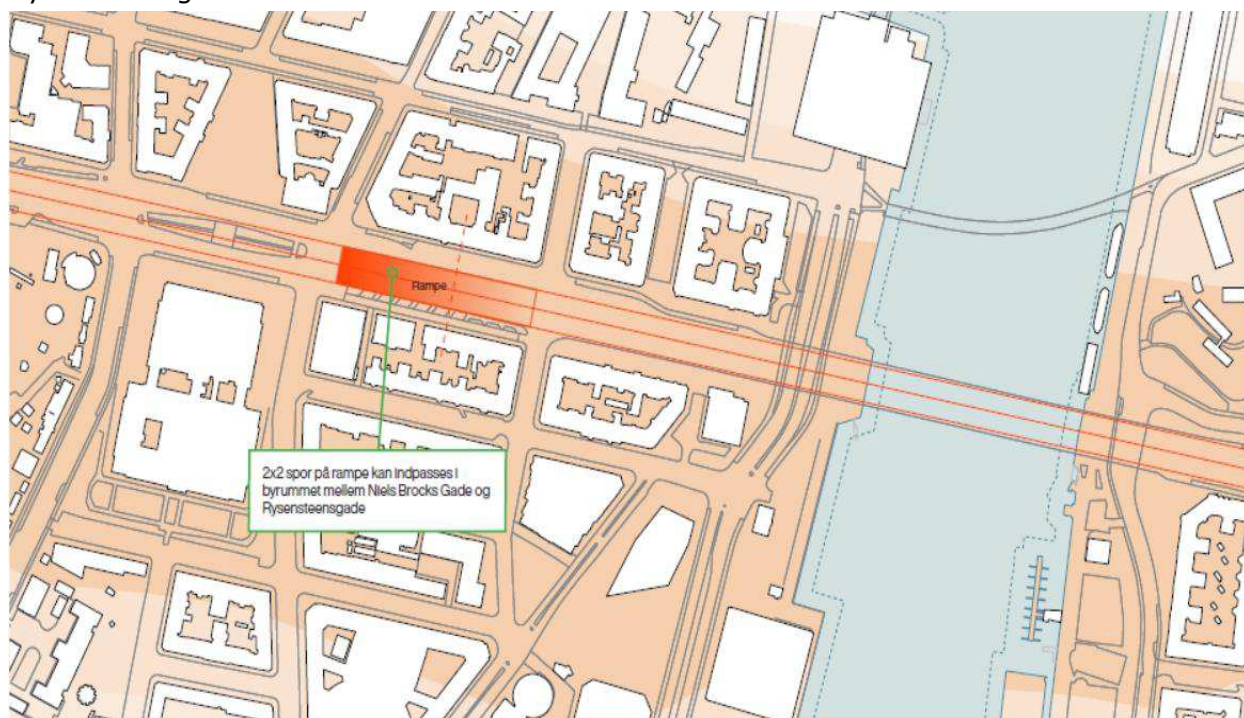 Rampe
2x2 spor på rampe kan indpasses i
byrummet mellem Niels Brocks Gade og
Rysensteensgade